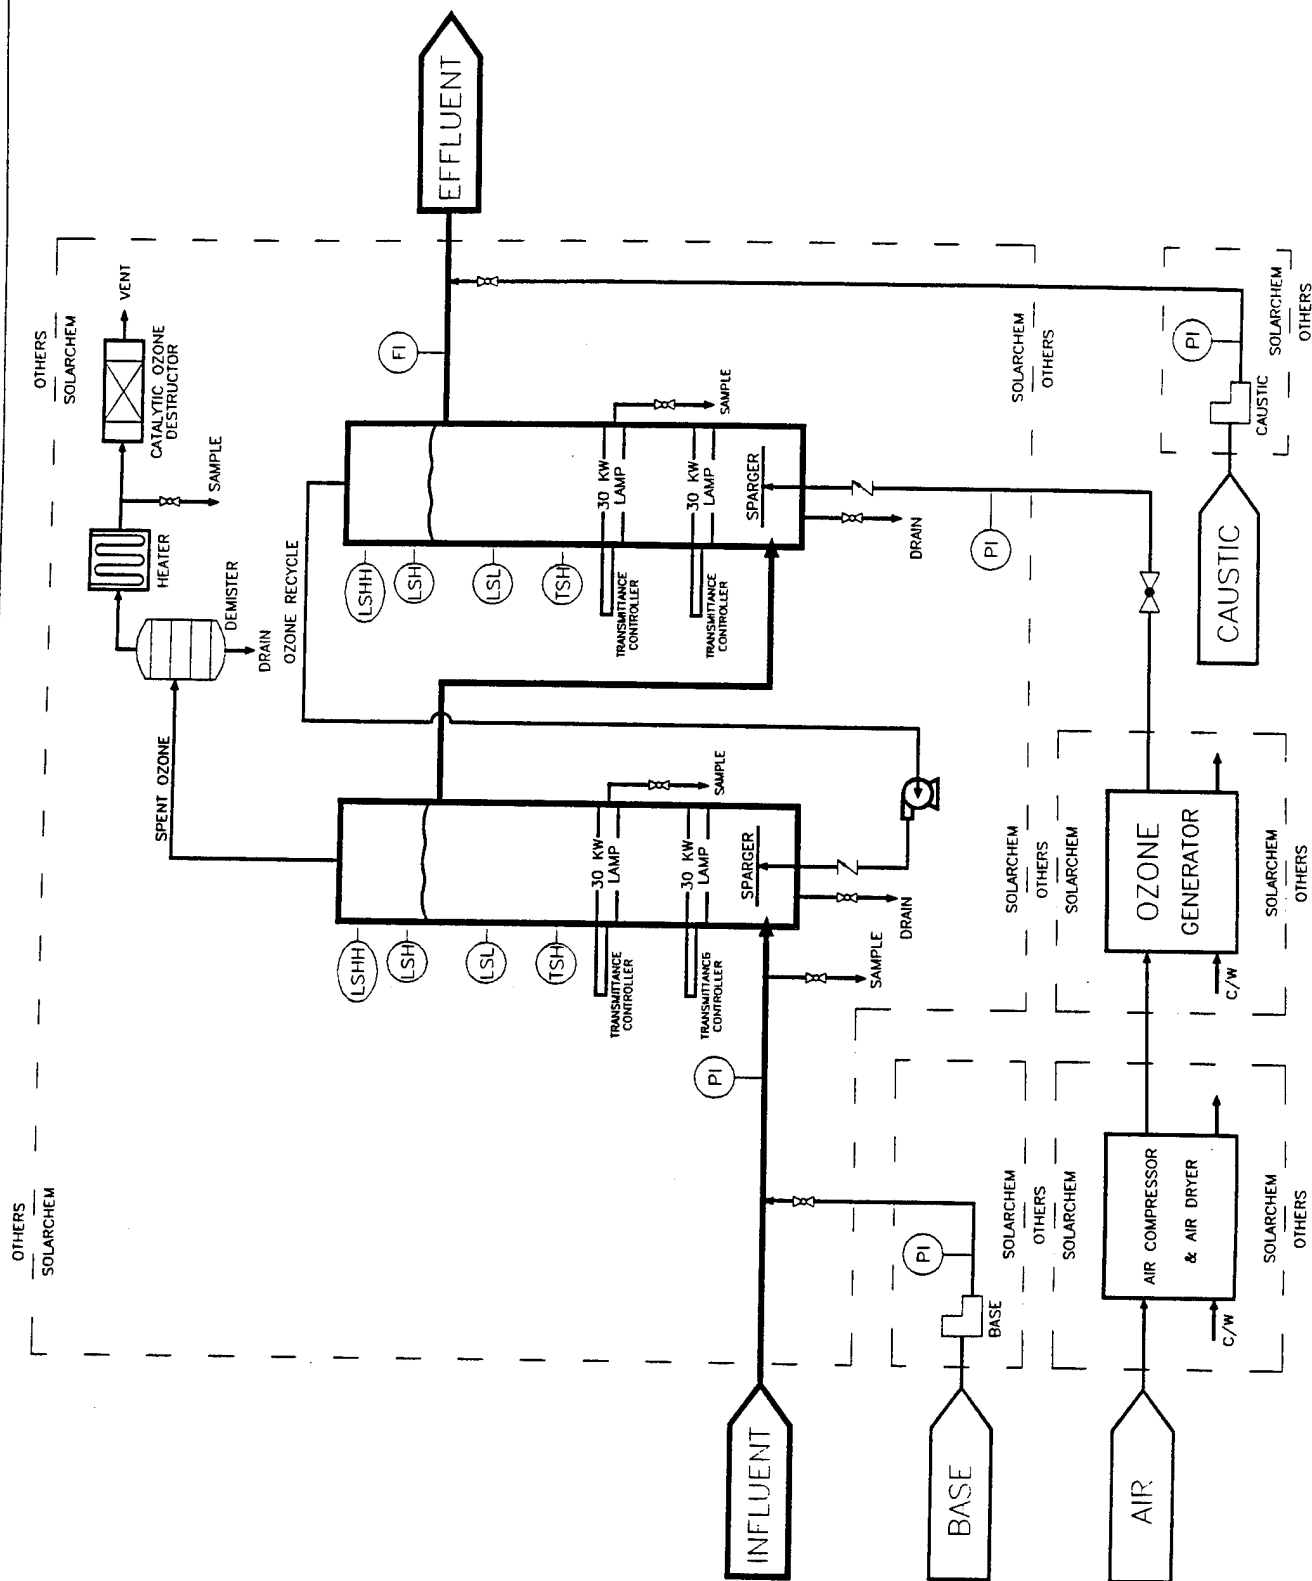 OTHERS
SOLARCHEM
OTHERS
SOLARCHEM
SPENT OZONE
DEMISTER
DRAIN
HEATER
SAMPLE
CATALYTIC OZONE
DESTRUCTOR
VENT
OZONE RECYCLE
LSHH
LSH
LSL
TSH
TRANSMITTANCE
CONTROLLER
TRANSMITTANCE
CONTROLLER
30 KW
LAMP
30 KW
LAMP
SPARGER
SAMPLE
DRAIN
SAMPLE
LSHH
LSH
LSL
TSH
TRANSMITTANCE
CONTROLLER
TRANSMITTANCE
CONTROLLER
30 KW
LAMP
30 KW
LAMP
SPARGER
SAMPLE
DRAIN
FI
EFFLUENT
PI
PI
INFLUENT
SOLARCHEM
OTHERS
SOLARCHEM
OTHERS
BASE
BASE
PI
SOLARCHEM
OTHERS
SOLARCHEM
SOLARCHEM
AIR
AIR COMPRESSOR
& AIR DRYER
C/W
SOLARCHEM
OTHERS
OZONE
GENERATOR
C/W
SOLARCHEM
OTHERS
CAUSTIC
CAUSTIC
PI
SOLARCHEM
OTHERS